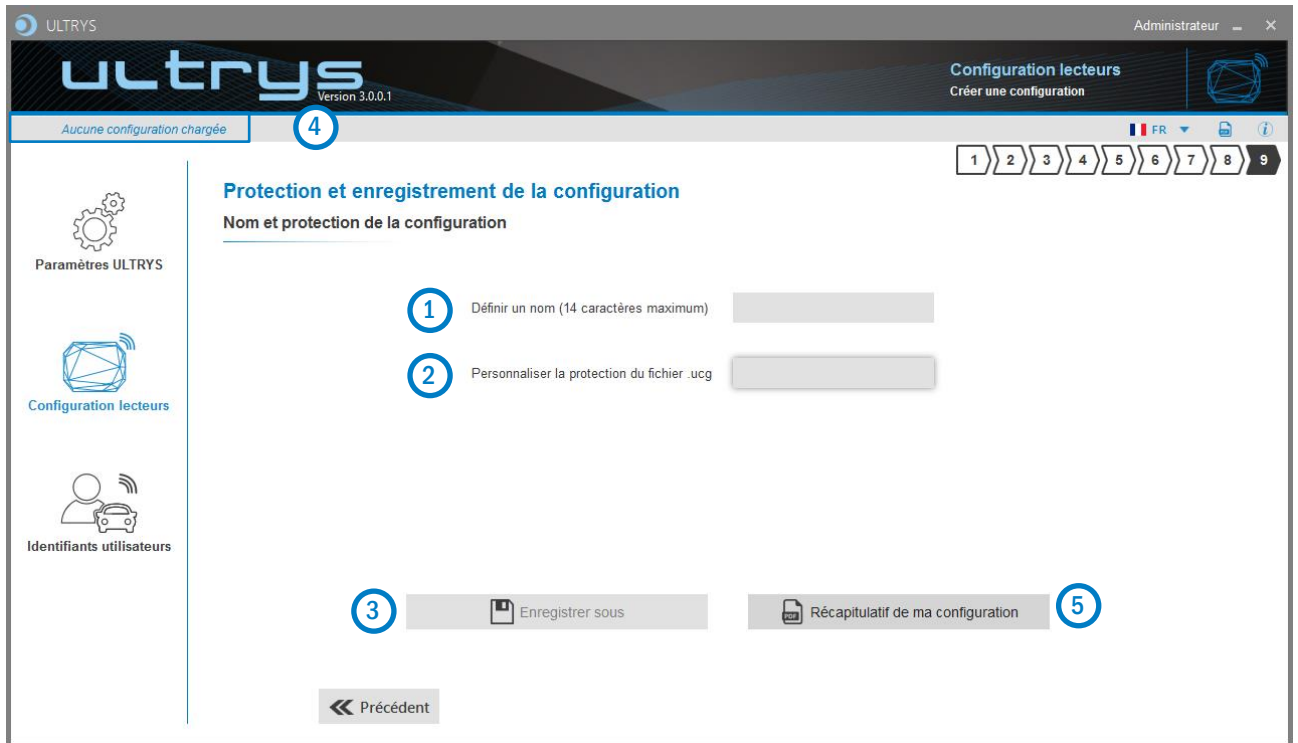 ULTRYS
Administrateur
ultrys
Version 3.0.0.1
Configuration lecteurs
Créer une configuration
Aucune configuration chargée
4
FR
1 2 3 4 5 6 7 8 9
Protection et enregistrement de la configuration
Nom et protection de la configuration
Paramètres ULTRYS
Configuration lecteurs
Identifiants utilisateurs
1 Définir un nom (14 caractères maximum)
2 Personnaliser la protection du fichier .ucg
3 Enregistrer sous
PDF Récapitulatif de ma configuration 5
Précédent